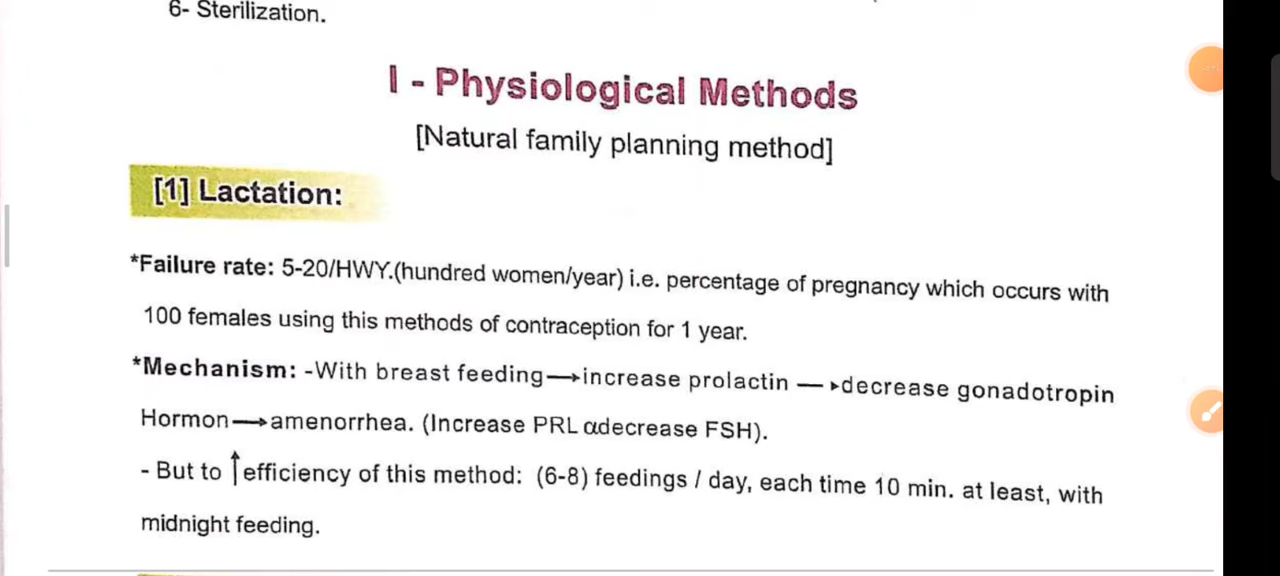 6- Sterilization.
I - Physiological Methods
[Natural family planning method]
[1] Lactation:
*Failure rate: 5-20/HWY.(hundred women/year) i.e. percentage of pregnancy which occurs with
100 females using this methods of contraception for 1 year.
*Mechanism: -With breast feeding→increase prolactin → decrease gonadotropin
Hormon→amenorrhea. (Increase PRL αdecrease FSH).
- But to ↑efficiency of this method: (6-8) feedings / day, each time 10 min. at least, with
midnight feeding.